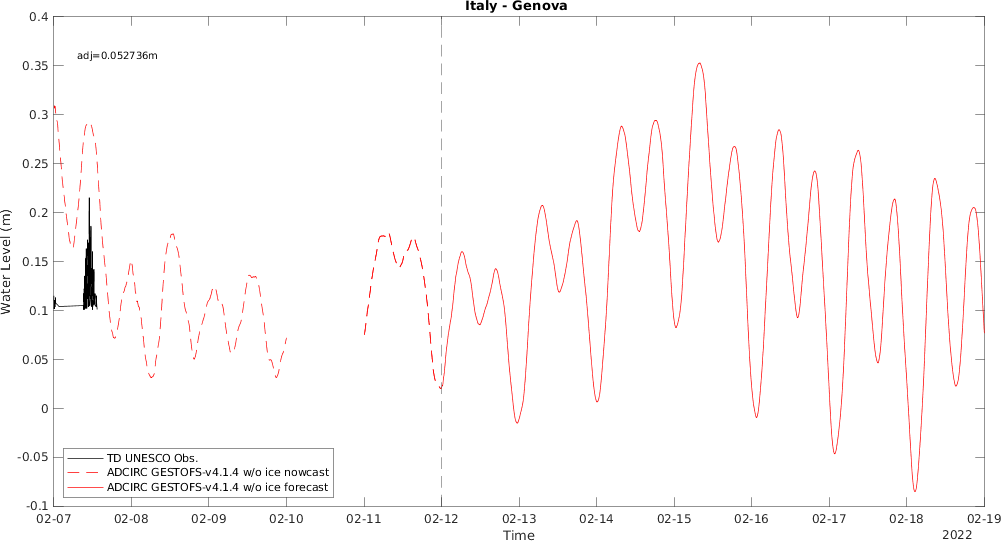 Italy - Genova
adj=0.052736m
Water Level (m)
0.4
0.35
0.3
0.25
0.2
0.15
0.1
0.05
0
-0.05
-0.1
TD UNESCO Obs.
ADCIRC GESTOFS-v4.1.4 w/o ice nowcast
ADCIRC GESTOFS-v4.1.4 w/o ice forecast
02-07 02-08 02-09 02-10 02-11 02-12 02-13 02-14 02-15 02-16 02-17 02-18 02-19
Time
2022